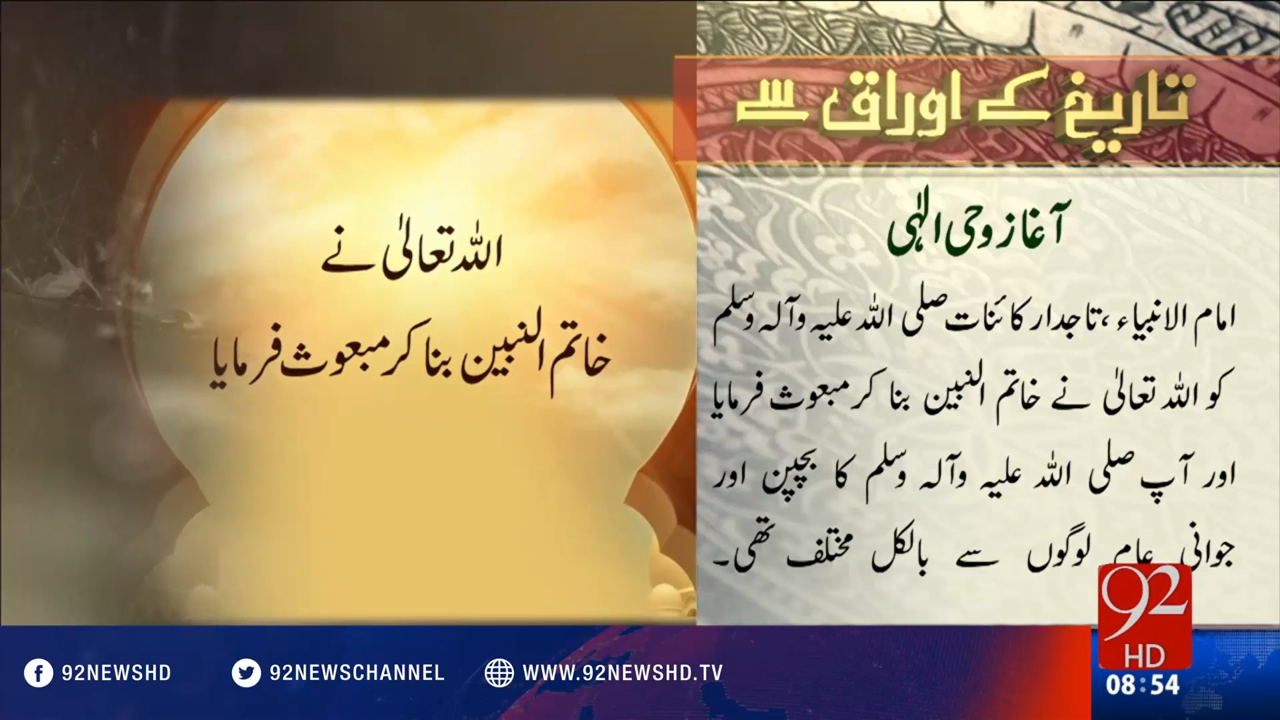 تاریخ کے اوراق سے
آغاز وحی الٰہی
امام الانبیاء ، تاجدار کائنات صلی اللہ علیہ وآلہ وسلم
کو اللہ تعالیٰ نے خاتم النبین بنا کر مبعوث فرمایا
اور آپ صلی اللہ علیہ وآلہ وسلم کا بچپن اور
جوانی عام لوگوں سے بالکل مختلف تھی۔
اللہ تعالیٰ نے
خاتم النبین بنا کر مبعوث فرمایا
92NEWSHD
92NEWSCHANNEL
WWW.92NEWSHD.TV
92
HD
08:54